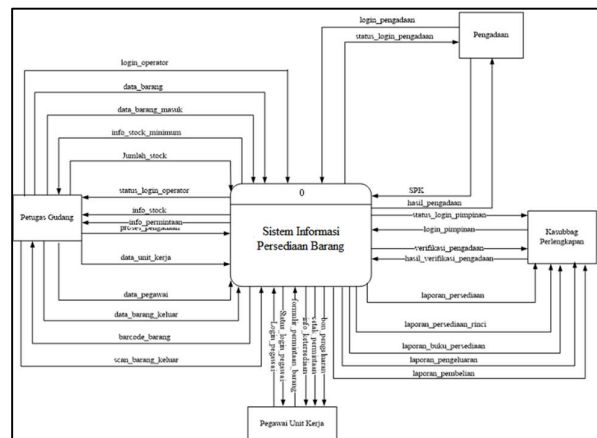 login_pengadaan
status_login_pengadaan
Pengadaan
login_operator
data_barang
data_barang_masuk
info_stock_minimum
Jumlah_stock
status_login_operator
info_stock
info_permintaan
proses_pengadaan
Petugas Gudang
data_unit_kerja
data_pegawai
data_barang_keluar
barcode_barang
scan_barang_keluar
0
Sistem Informasi
Persediaan Barang
SPK
hasil_pengadaan
status_login_pimpinan
login_pimpinan
verifikasi_pengadaan
hasil_verifikasi_pengadaan
Kasubbag
Perlengkapan
laporan_persediaan
laporan_persediaan_rinci
laporan_buku_persediaan
laporan_pengeluaran
laporan_pembelian
Login_pegawai
Status_login_pegawai
formulir_permintaan_barang
info_ketersediaan
cetak_permintaan
bon_pengeluaran
Pegawai Unit Kerja